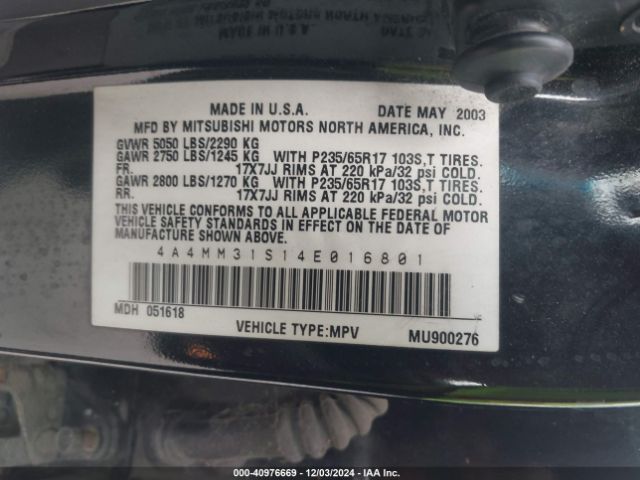 MADE IN U.S.A. DATE MAY 2003
MFD BY MITSUBISHI MOTORS NORTH AMERICA, INC.
GVWR 5050 LBS/2290 KG
GAWR 2750 LBS/1245 KG WITH P235/65R17 103S,T TIRES.
FR. 17X7JJ RIMS AT 220 kPa/32 psi COLD.
GAWR 2800 LBS/1270 KG WITH P235/65R17 103S,T TIRES.
RR. 17X7JJ RIMS AT 220 kPa/32 psi COLD.
THIS VEHICLE CONFORMS TO ALL APPLICABLE FEDERAL MOTOR
VEHICLE SAFETY STANDARDS IN EFFECT ON THE DATE OF
MANUFACTURE SHOWN ABOVE.
4A4MM31S14E016801
MDH 051618
VEHICLE TYPE:MPV MU900276
000-40976669 - 12/03/2024 - IAA Inc.